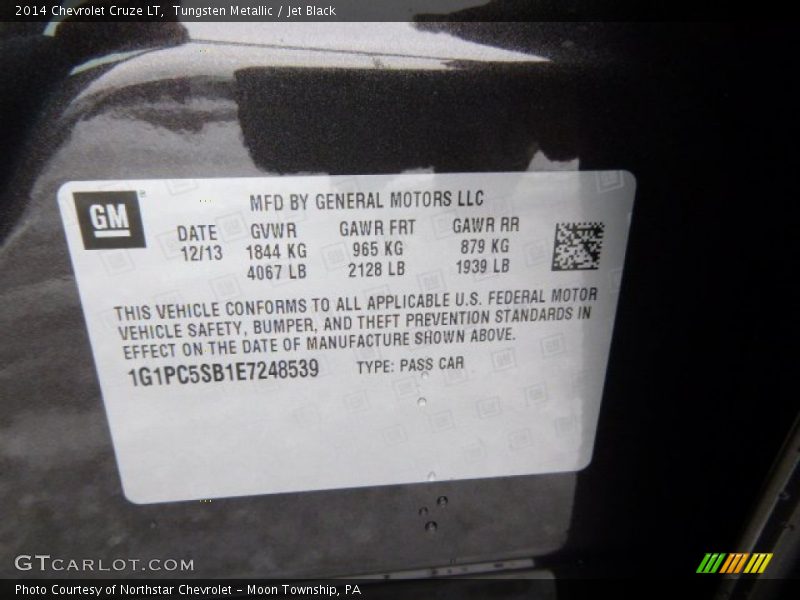 2014 Chevrolet Cruze LT, Tungsten Metallic / Jet Black
GM
MFD BY GENERAL MOTORS LLC
DATE GVWR GAWR FRT GAWR RR
12/13 1844 KG 965 KG 879 KG
4067 LB 2128 LB 1939 LB
THIS VEHICLE CONFORMS TO ALL APPLICABLE U.S. FEDERAL MOTOR
VEHICLE SAFETY, BUMPER, AND THEFT PREVENTION STANDARDS IN
EFFECT ON THE DATE OF MANUFACTURE SHOWN ABOVE.
1G1PC5SB1E7248539 TYPE: PASS CAR
GTCARLOT.COM
Photo Courtesy of Northstar Chevrolet - Moon Township, PA